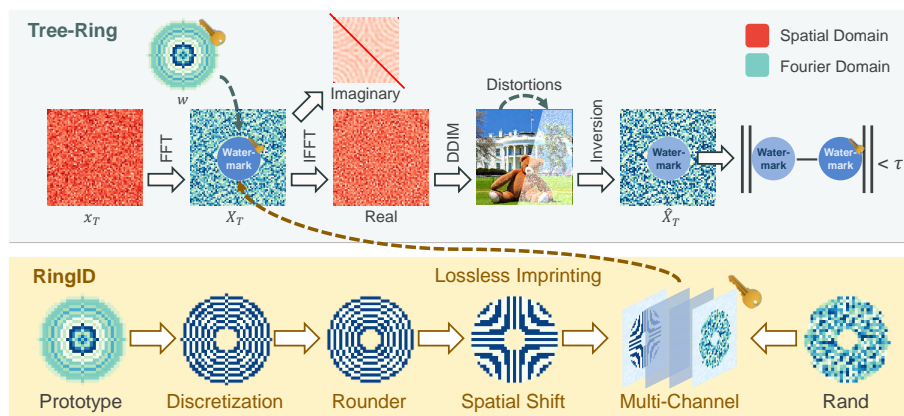 Tree-Ring
Spatial Domain
Fourier Domain
w
Imaginary
Distortions
FFT
Water-
mark
IFFT
DDIM
Inversion
Water-
mark
Water-
mark
Water-
mark
< τ
x_T
X_T
Real
X̂_T
RingID
Lossless Imprinting
Prototype
Discretization
Rounder
Spatial Shift
Multi-Channel
Rand